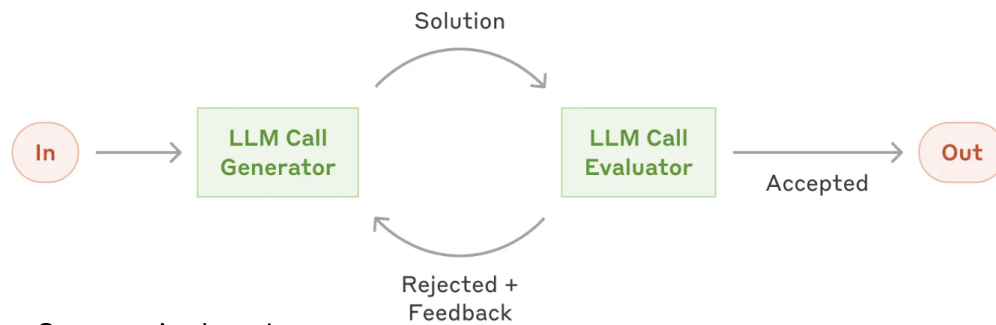 Solution
In
LLM Call
Generator
LLM Call
Evaluator
Out
Accepted
Rejected +
Feedback